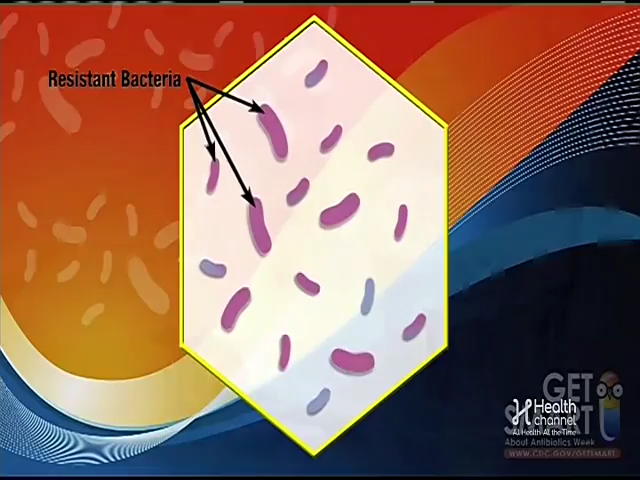 Resistant Bacteria
GET
SMART
Health
channel
All Health All the Time
About Antibiotics Week
WWW.CDC.GOV/GETSMART